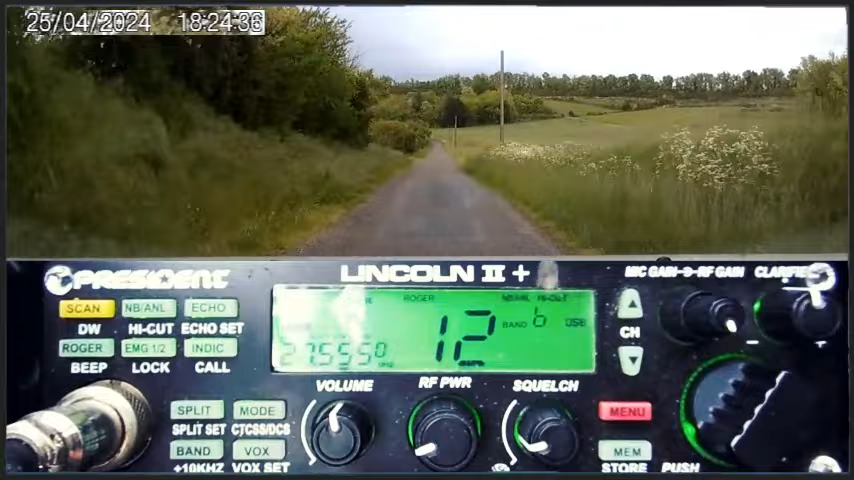 25/04/2024 18:24:36
PRESIDENT
LINCOLN II +
MIC GAIN RF GAIN CLARIFIE
SCAN NB/ANL ECHO
DW HI-CUT ECHO SET
ROGER EMG 1/2 INDIC
BEEP LOCK CALL
ROGER NB/ANL HI-CUT
12 BAND b USB
27.5550
CH
VOLUME RF PWR SQUELCH
SPLIT MODE
SPLIT SET CTCSS/DCS
BAND VOX
+10KHZ VOX SET
MENU
MEM
STORE PUSH